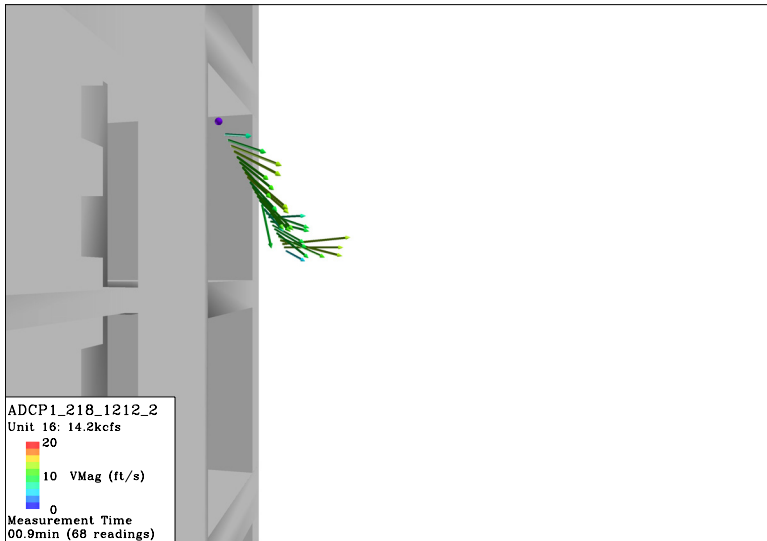 ADCP1_218_1212_2
Unit 16: 14.2kcfs
20
10 VMag (ft/s)
0
Measurement Time
00.9min (68 readings)